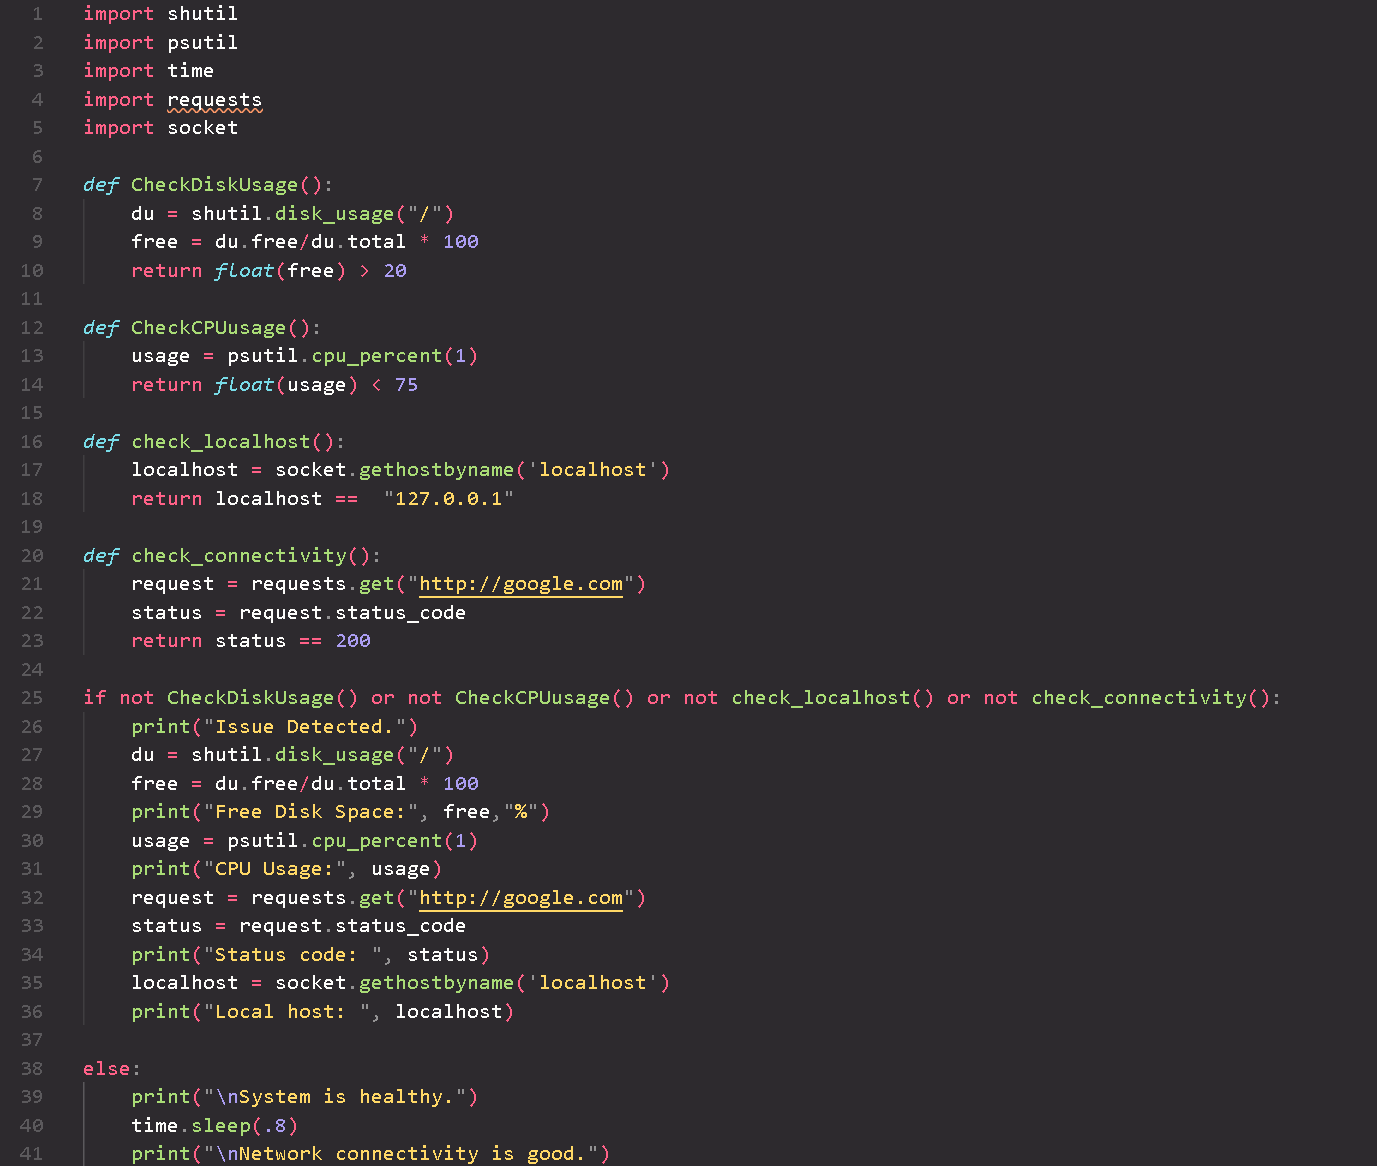 1 import shutil
2 import psutil
3 import time
4 import requests
5 import socket
6
7 def CheckDiskUsage():
8     du = shutil.disk_usage("/")
9     free = du.free/du.total * 100
10     return float(free) > 20
11
12 def CheckCPUusage():
13     usage = psutil.cpu_percent(1)
14     return float(usage) < 75
15
16 def check_localhost():
17     localhost = socket.gethostbyname('localhost')
18     return localhost ==  "127.0.0.1"
19
20 def check_connectivity():
21     request = requests.get("http://google.com")
22     status = request.status_code
23     return status == 200
24
25 if not CheckDiskUsage() or not CheckCPUusage() or not check_localhost() or not check_connectivity():
26     print("Issue Detected.")
27     du = shutil.disk_usage("/")
28     free = du.free/du.total * 100
29     print("Free Disk Space:", free,"%")
30     usage = psutil.cpu_percent(1)
31     print("CPU Usage:", usage)
32     request = requests.get("http://google.com")
33     status = request.status_code
34     print("Status code: ", status)
35     localhost = socket.gethostbyname('localhost')
36     print("Local host: ", localhost)
37
38 else:
39     print("\nSystem is healthy.")
40     time.sleep(.8)
41     print("\nNetwork connectivity is good.")